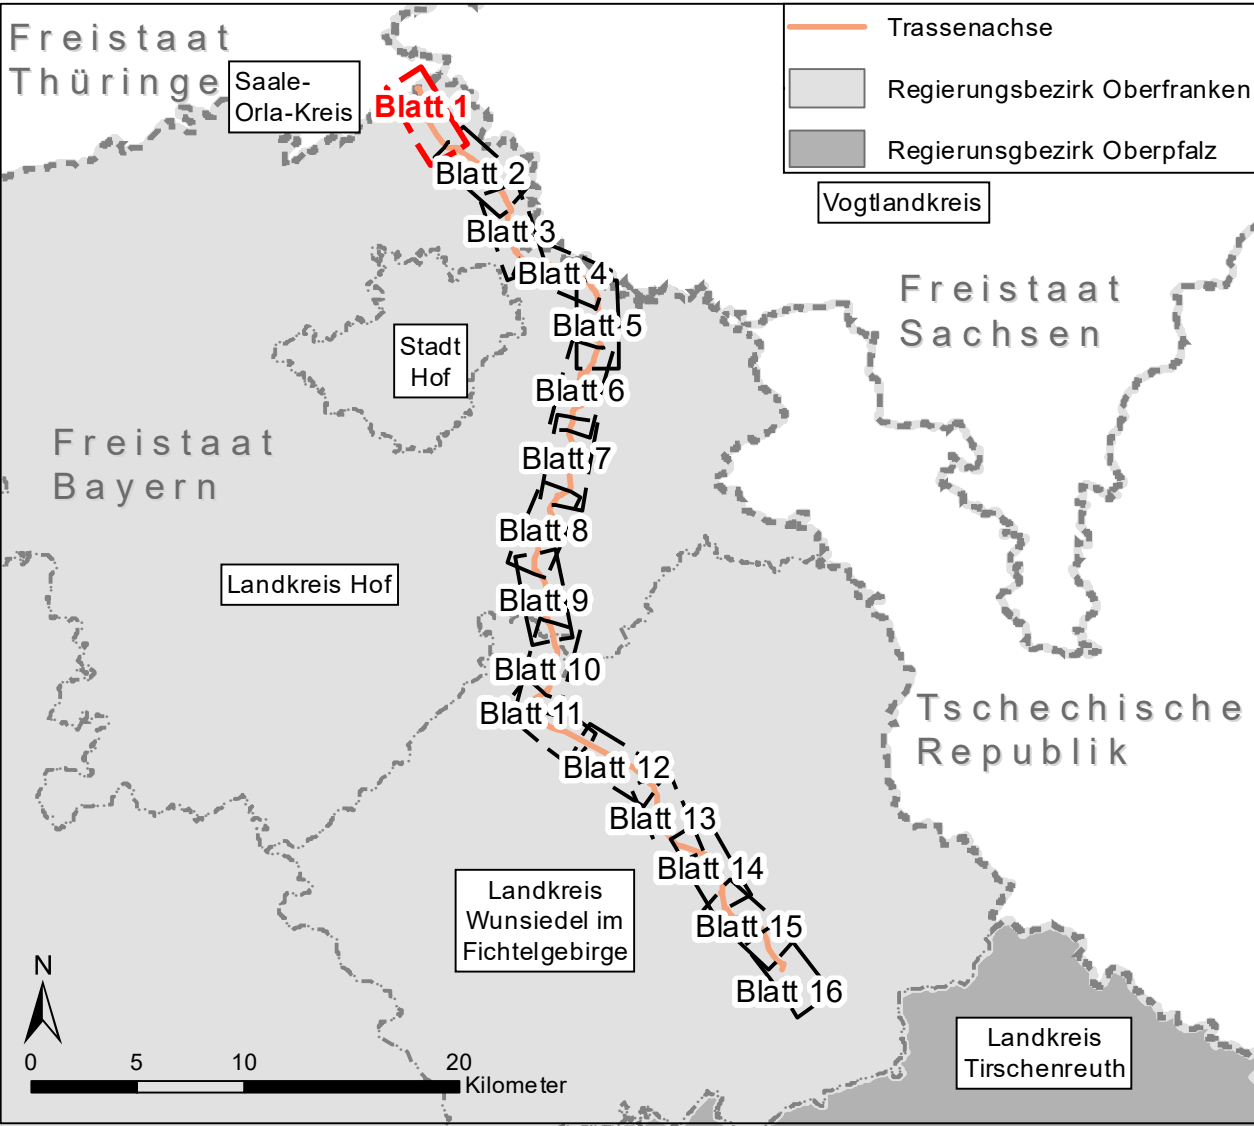 Freistaat
Thüringe
Saale-
Orla-Kreis
Trassenachse
Regierungsbezirk Oberfranken
Regierunsgbezirk Oberpfalz
Vogtlandkreis
Freistaat
Sachsen
Blatt 1
Blatt 2
Blatt 3
Blatt 4
Blatt 5
Blatt 6
Blatt 7
Blatt 8
Blatt 9
Blatt 10
Blatt 11
Blatt 12
Blatt 13
Blatt 14
Blatt 15
Blatt 16
Stadt
Hof
Freistaat
Bayern
Landkreis Hof
Tschechische
Republik
Landkreis
Wunsiedel im
Fichtelgebirge
Landkreis
Tirschenreuth
N
0 5 10 20
Kilometer